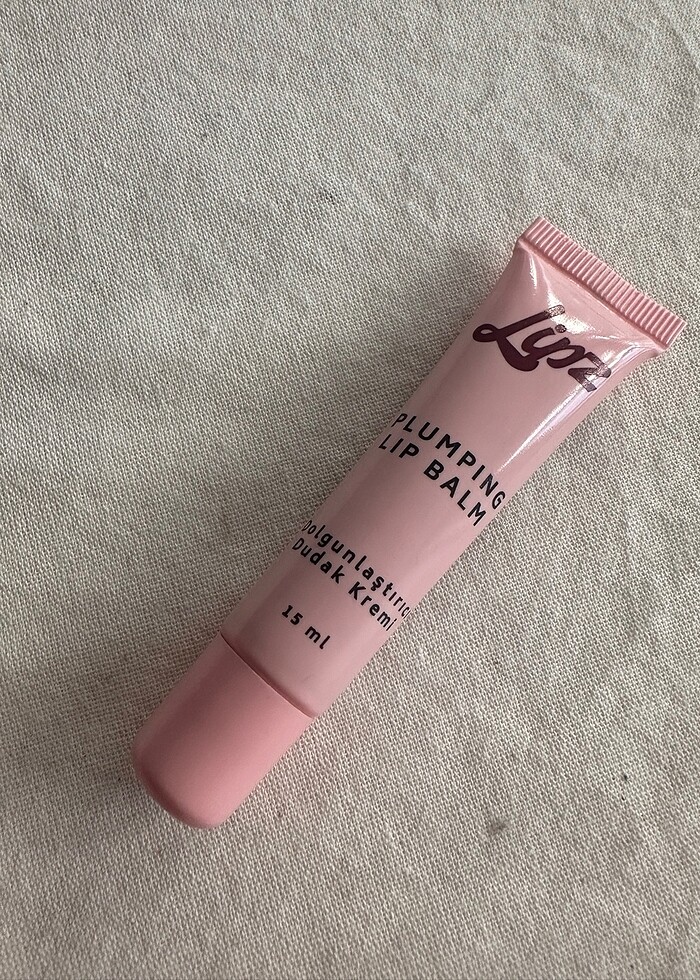 Lipz
PLUMPING
LIP BALM
Dolgunlaştırıcı
Dudak Kremi
15 ml